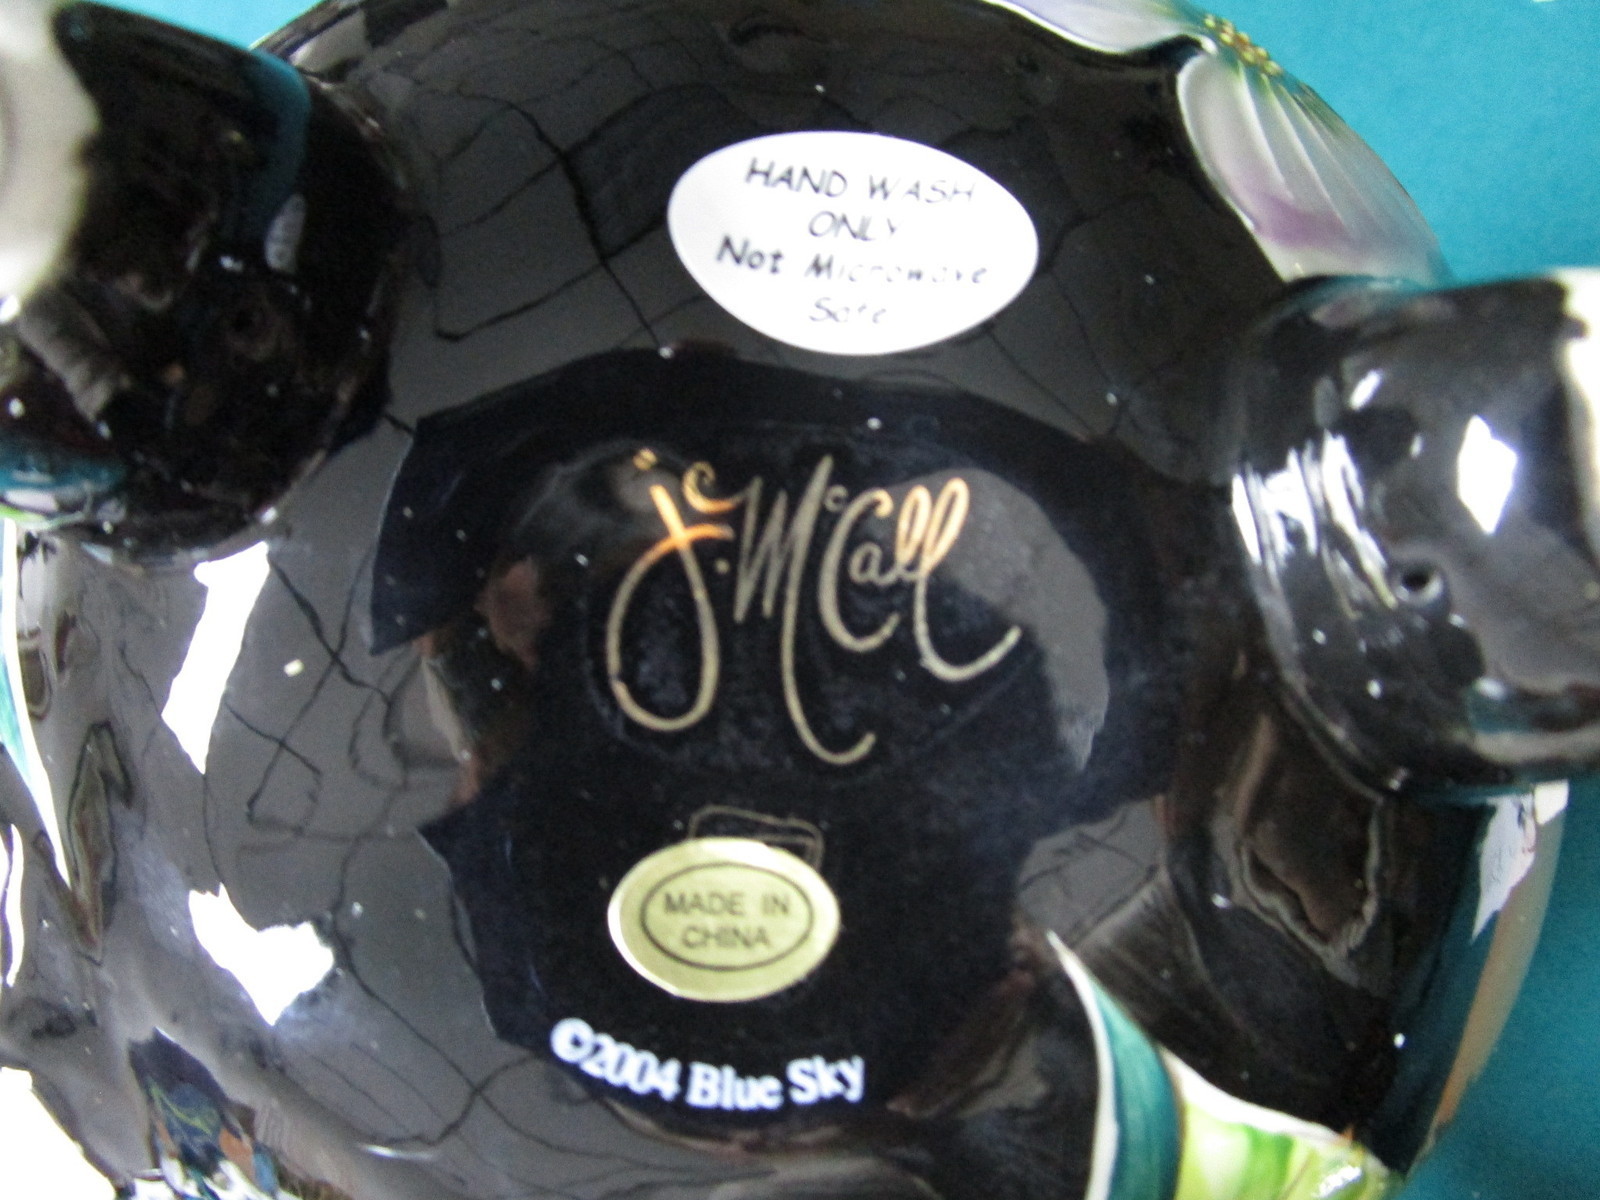 HAND WASH
ONLY
Not Microwave
Safe
J. McCall
MADE IN
CHINA
©2004 Blue Sky